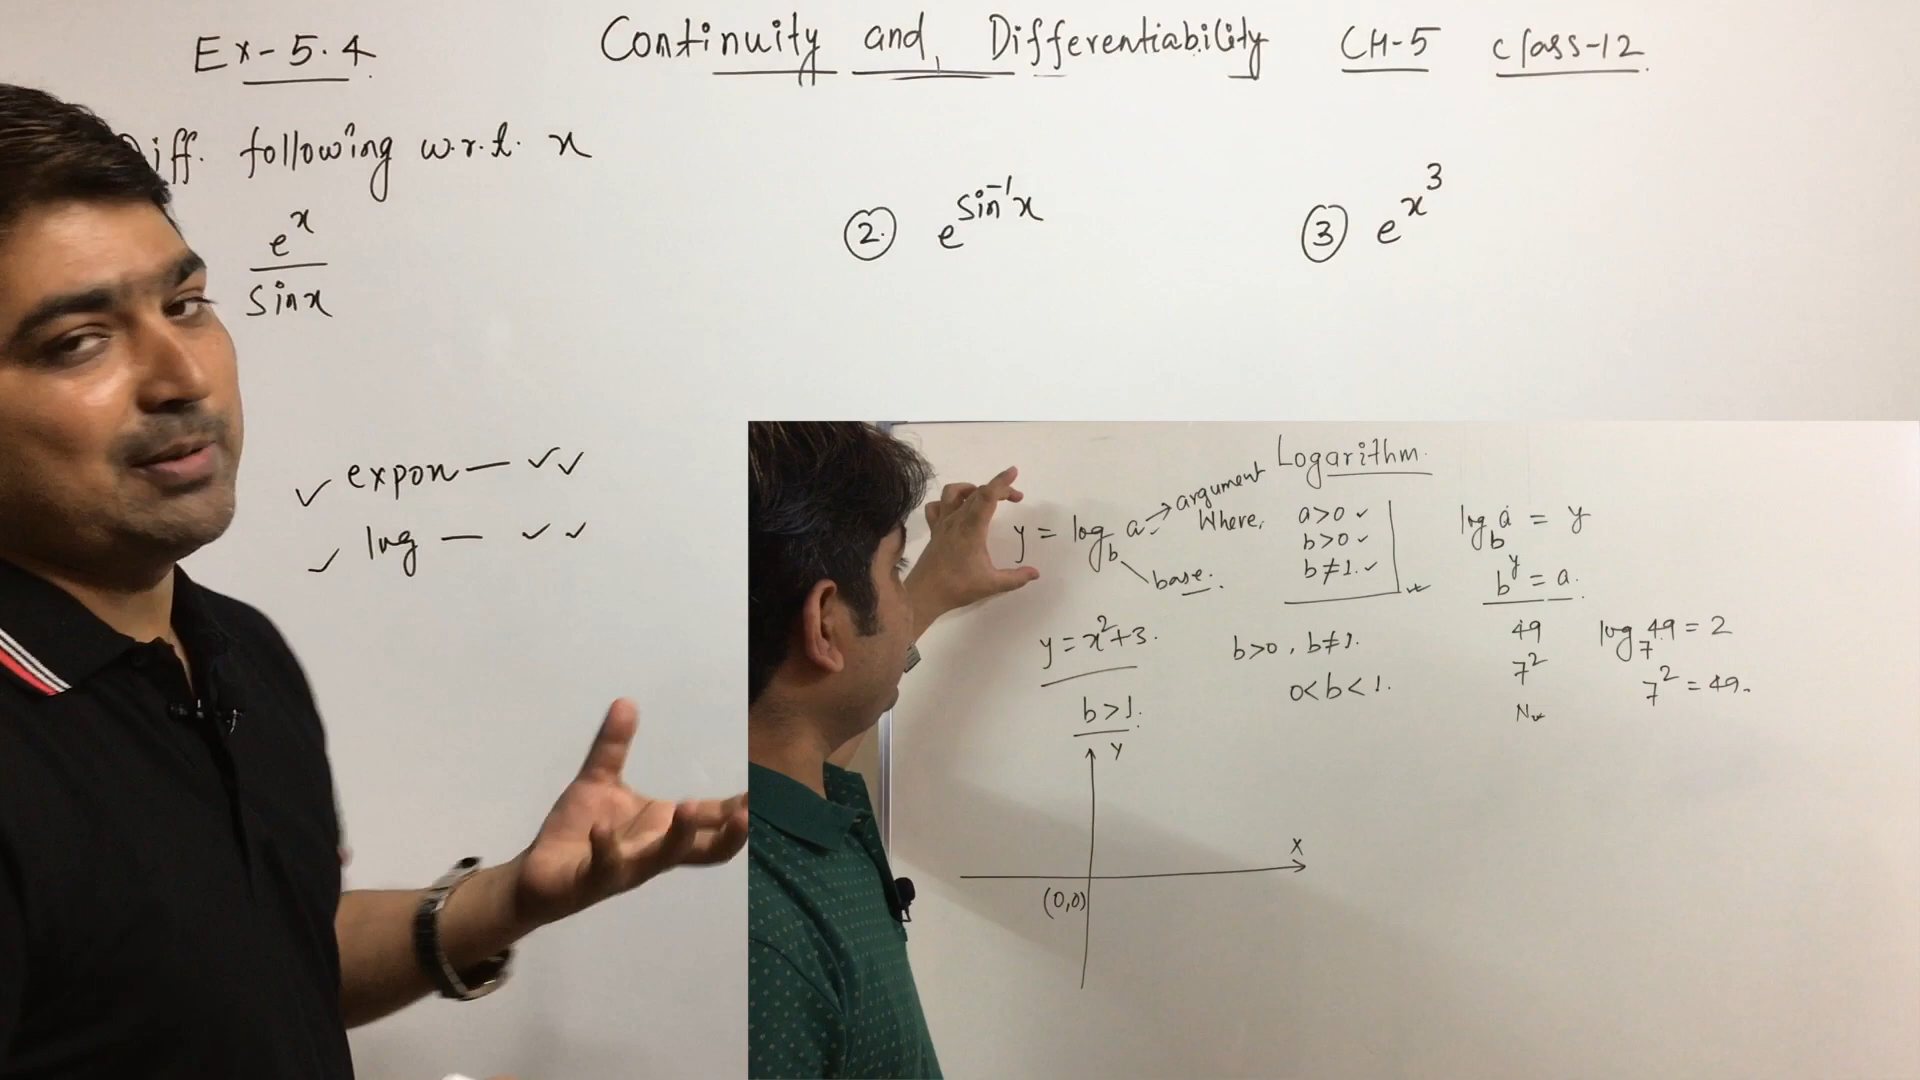 Ex-5.4
Continuity and Differentiability CH-5 Class-12
Diff. following w.r.t. x
e^x / sinx
② e^sin⁻¹x
③ e^x³
✓ expon — ✓✓
✓ log — ✓✓
Logarithm.
y = log_b a → argument
base.
Where, a>0 ✓
b>0 ✓
b≠1. ✓
log_b a = y
b^y = a.
y = x²+3.
b>0, b≠1.
0<b<1.
49
7²
log_7 49 = 2
7² = 49.
b>1.
Y
X
(0,0)